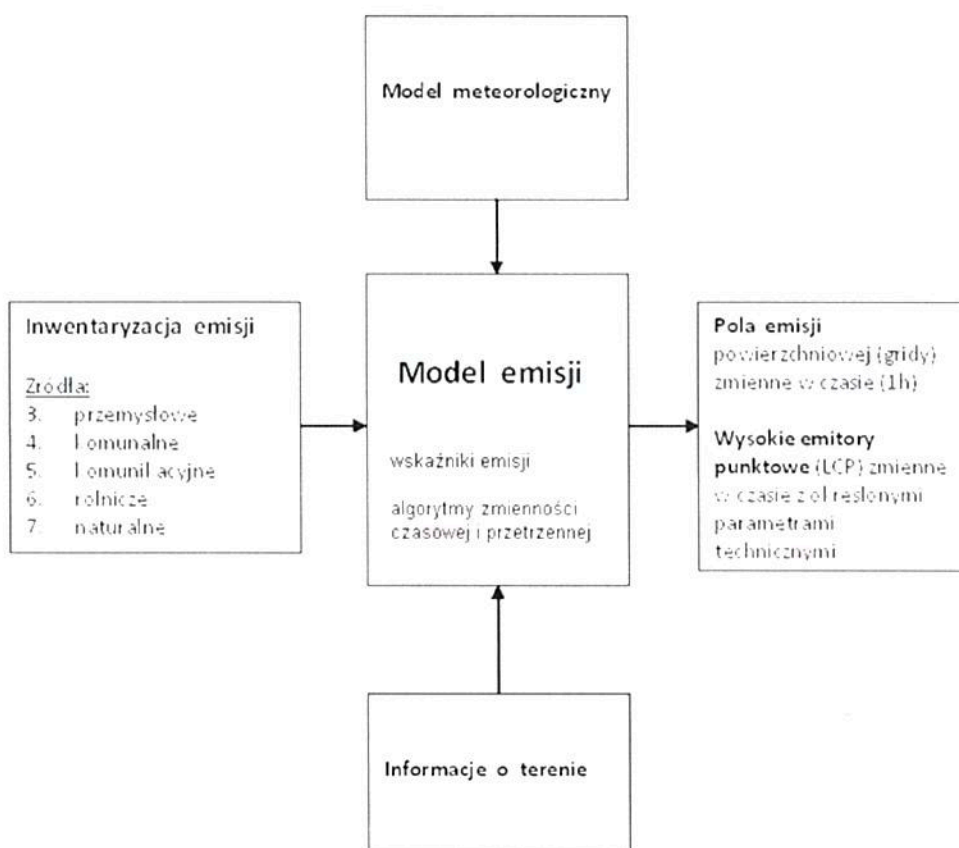 Model meteorologiczny
Inwentaryzacja emisji
Zródła:
3. przemysłowe
4. komunalne
5. komunikacyjne
6. rolnicze
7. naturalne
Model emisji
wskaźniki emisji
algorytmy zmienności
czasowej i przetrzennej
Pola emisji
powierzchniowej (gridy)
zmienne w czasie (1h)
Wysokie emitory
punktowe (LCP) zmienne
w czasie z określonymi
parametrami
technicznymi
Informacje o terenie